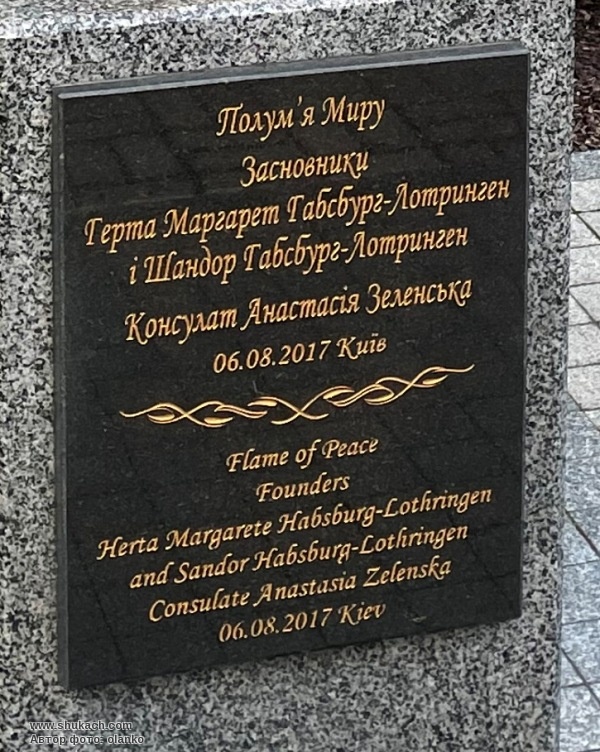 Полум'я Миру
Засновники
Герта Маргарет Габсбург-Лотринген
і Шандор Габсбург-Лотринген
Консулат Анастасія Зеленська
06.08.2017 Київ
Flame of Peace
Founders
Herta Margarete Habsburg-Lothringen
and Sandor Habsburg-Lothringen
Consulate Anastasia Zelenska
06.08.2017 Kiev
www.shukach.com
Автор фото: olanko